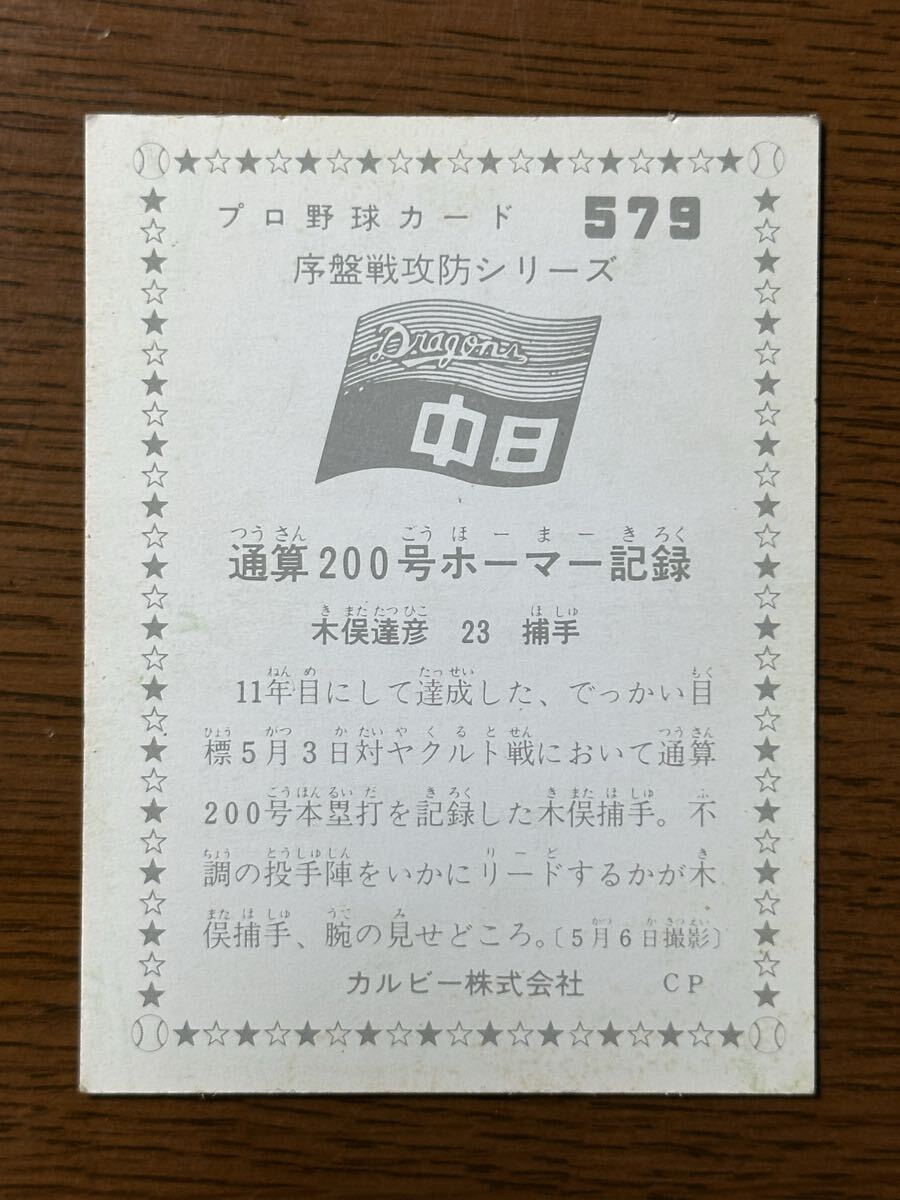 プロ野球カード 579
序盤戦攻防シリーズ
Dragons
中日
つうさん ごうほーまーきろく
通算200号ホーマー記録
きまたたつひこ ほしゅ
木俣達彦 23 捕手
ねんめ たっせい もく
11年目にして達成した、でっかい目
ひょう がつ か たいやくるとせん つうさん
標5月3日対ヤクルト戦において通算
ごうほんるいだ きろく きまたほしゅ ふ
200号本塁打を記録した木俣捕手。不
ちょう とうしゅじん りーど き
調の投手陣をいかにリードするかが木
またほしゅ うで み がつ か さつえい
俣捕手、腕の見せどころ。〔5月6日撮影〕
カルビー株式会社 CP